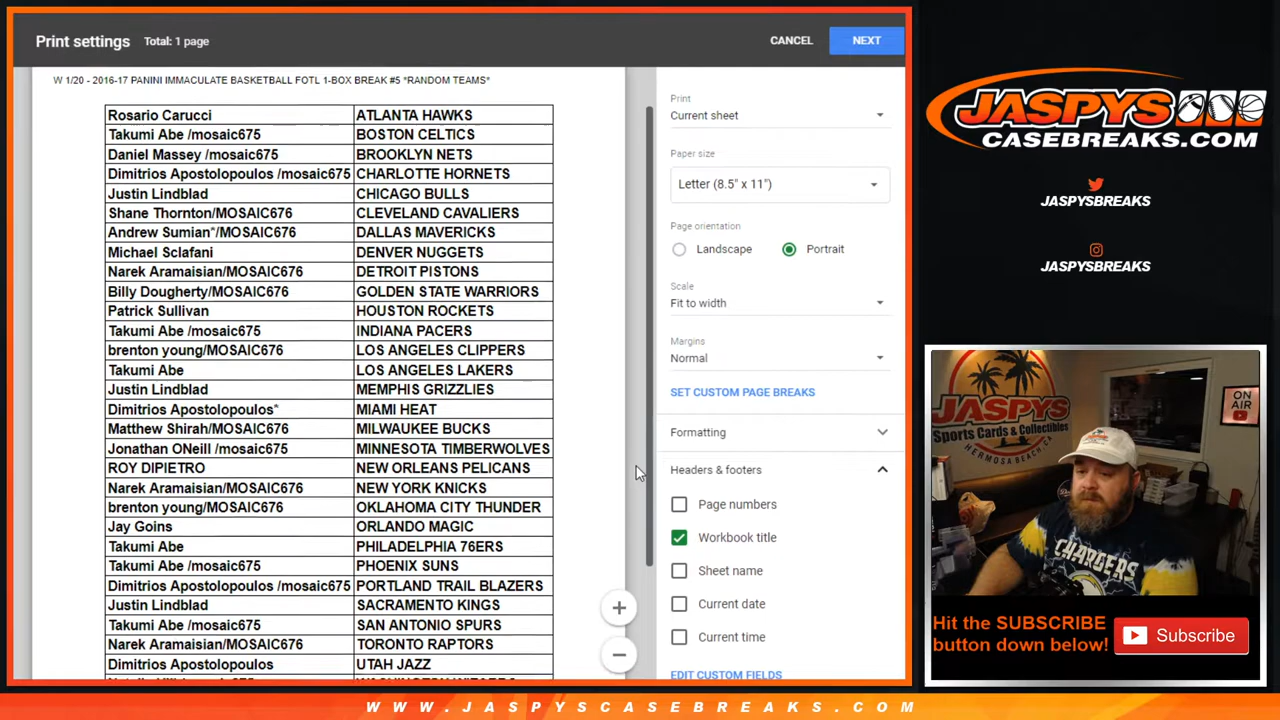 Print settings Total: 1 page CANCEL NEXT
W 1/20 - 2016-17 PANINI IMMACULATE BASKETBALL FOTL 1-BOX BREAK #5 *RANDOM TEAMS*
Rosario Carucci ATLANTA HAWKS
Takumi Abe /mosaic675 BOSTON CELTICS
Daniel Massey /mosaic675 BROOKLYN NETS
Dimitrios Apostolopoulos /mosaic675 CHARLOTTE HORNETS
Justin Lindblad CHICAGO BULLS
Shane Thornton/MOSAIC676 CLEVELAND CAVALIERS
Andrew Sumian*/MOSAIC676 DALLAS MAVERICKS
Michael Sclafani DENVER NUGGETS
Narek Aramaisian/MOSAIC676 DETROIT PISTONS
Billy Dougherty/MOSAIC676 GOLDEN STATE WARRIORS
Patrick Sullivan HOUSTON ROCKETS
Takumi Abe /mosaic675 INDIANA PACERS
brenton young/MOSAIC676 LOS ANGELES CLIPPERS
Takumi Abe LOS ANGELES LAKERS
Justin Lindblad MEMPHIS GRIZZLIES
Dimitrios Apostolopoulos* MIAMI HEAT
Matthew Shirah/MOSAIC676 MILWAUKEE BUCKS
Jonathan ONeill /mosaic675 MINNESOTA TIMBERWOLVES
ROY DIPIETRO NEW ORLEANS PELICANS
Narek Aramaisian/MOSAIC676 NEW YORK KNICKS
brenton young/MOSAIC676 OKLAHOMA CITY THUNDER
Jay Goins ORLANDO MAGIC
Takumi Abe PHILADELPHIA 76ERS
Takumi Abe /mosaic675 PHOENIX SUNS
Dimitrios Apostolopoulos /mosaic675 PORTLAND TRAIL BLAZERS
Justin Lindblad SACRAMENTO KINGS
Takumi Abe /mosaic675 SAN ANTONIO SPURS
Narek Aramaisian/MOSAIC676 TORONTO RAPTORS
Dimitrios Apostolopoulos UTAH JAZZ
Print
Current sheet
Paper size
Letter (8.5" x 11")
Page orientation
Landscape Portrait
Scale
Fit to width
Margins
Normal
SET CUSTOM PAGE BREAKS
Formatting
Headers & footers
Page numbers
Workbook title
Sheet name
Current date
Current time
EDIT CUSTOM FIELDS
JASPYS
CASEBREAKS.COM
JASPYSBREAKS
JASPYSBREAKS
JASPYS
Sports Cards & Collectibles
HERMOSA BEACH, CA
ON
AIR
CHARGERS
Hit the SUBSCRIBE
button down below!
Subscribe
WWW.JASPYSCASEBREAKS.COM